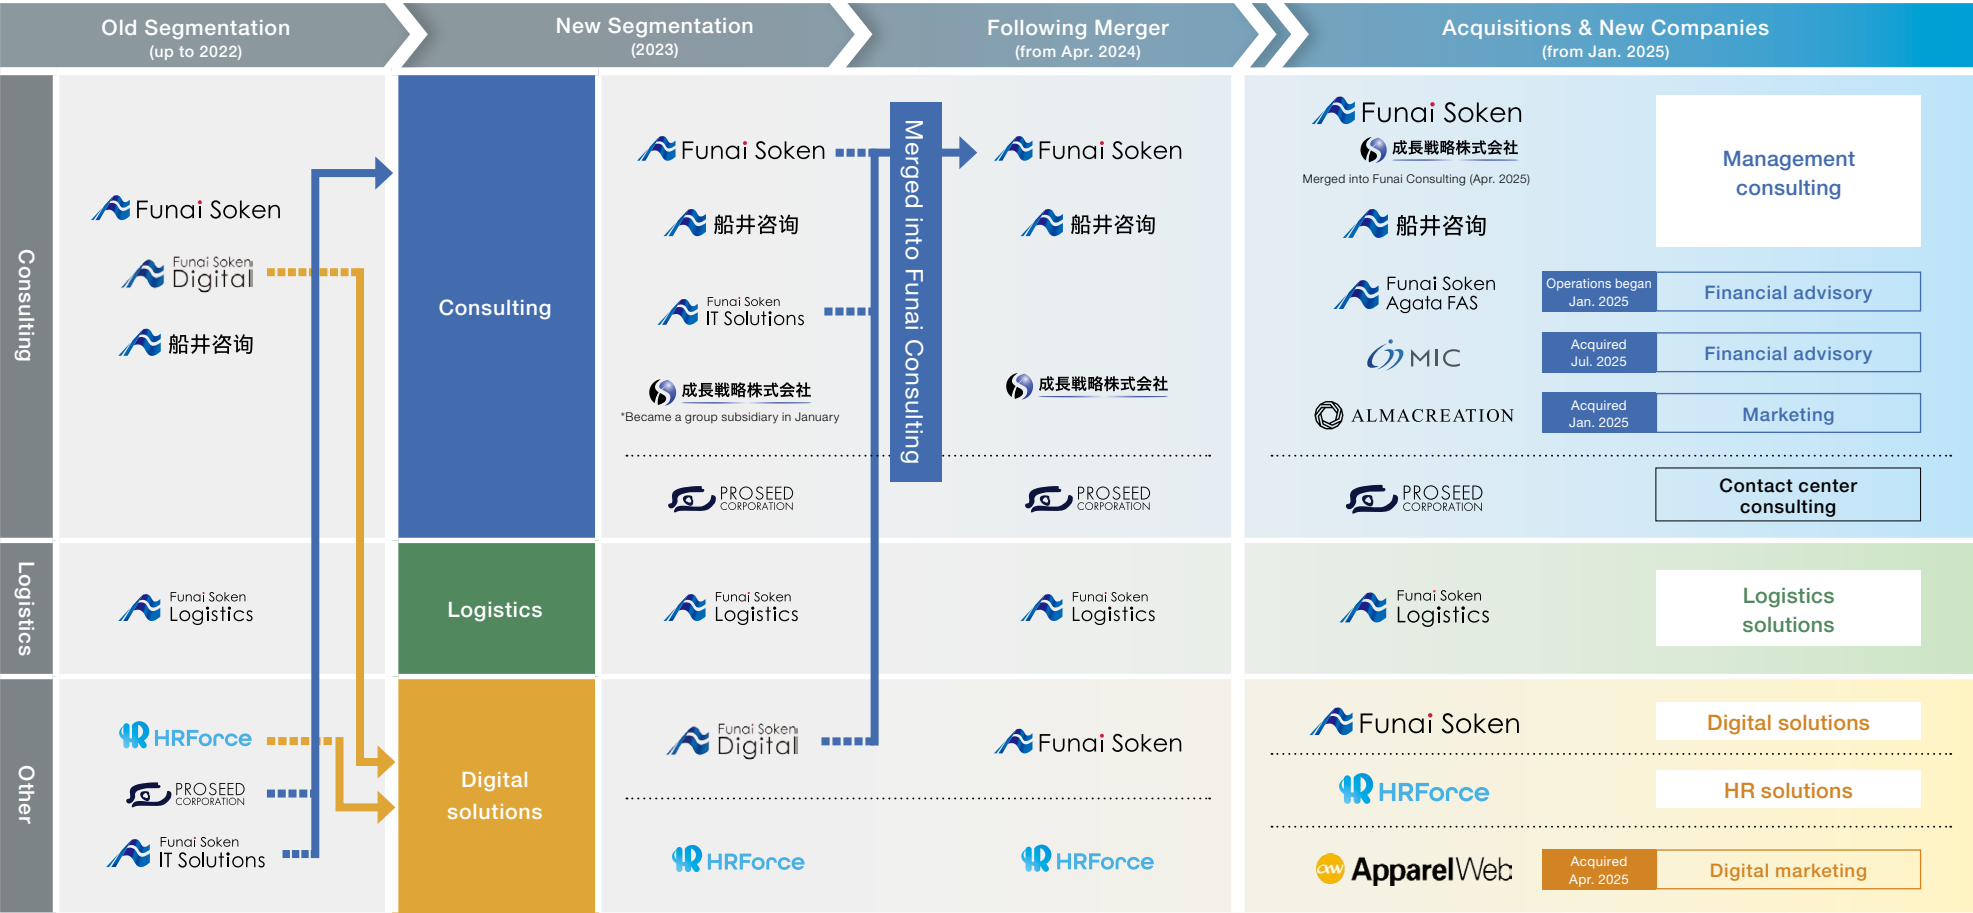 Old Segmentation
(up to 2022)
New Segmentation
(2023)
Following Merger
(from Apr. 2024)
Acquisitions & New Companies
(from Jan. 2025)
Consulting
Funai Soken
Funai Soken
Digital
船井咨询
Consulting
Funai Soken
船井咨询
Funai Soken
IT Solutions
成長戦略株式会社
*Became a group subsidiary in January
PROSEED
CORPORATION
Merged into Funai Consulting
Funai Soken
船井咨询
成長戦略株式会社
PROSEED
CORPORATION
Funai Soken
成長戦略株式会社
Merged into Funai Consulting (Apr. 2025)
船井咨询
Management
consulting
Funai Soken
Agata FAS
Operations began
Jan. 2025
Financial advisory
MIC
Acquired
Jul. 2025
Financial advisory
ALMACREATION
Acquired
Jan. 2025
Marketing
PROSEED
CORPORATION
Contact center
consulting
Logistics
Funai Soken
Logistics
Logistics
Funai Soken
Logistics
Funai Soken
Logistics
Funai Soken
Logistics
Logistics
solutions
Other
HRForce
PROSEED
CORPORATION
Funai Soken
IT Solutions
Digital
solutions
Funai Soken
Digital
HRForce
Funai Soken
HRForce
Funai Soken
Digital solutions
HRForce
HR solutions
ApparelWeb
Acquired
Apr. 2025
Digital marketing